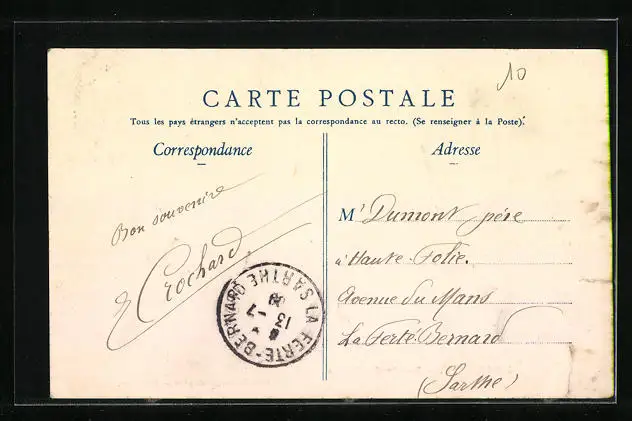 10
CARTE POSTALE
Tous les pays étrangers n'acceptent pas la correspondance au recto. (Se renseigner à la Poste).
Correspondance
Adresse
Bon souvenir
Crochard
Mr Dumont père
à Haute-Folie.
Avenue du Mans
La Ferté-Bernard
(Sarthe)
LA FERTÉ-BERNARD SARTHE
13 -7